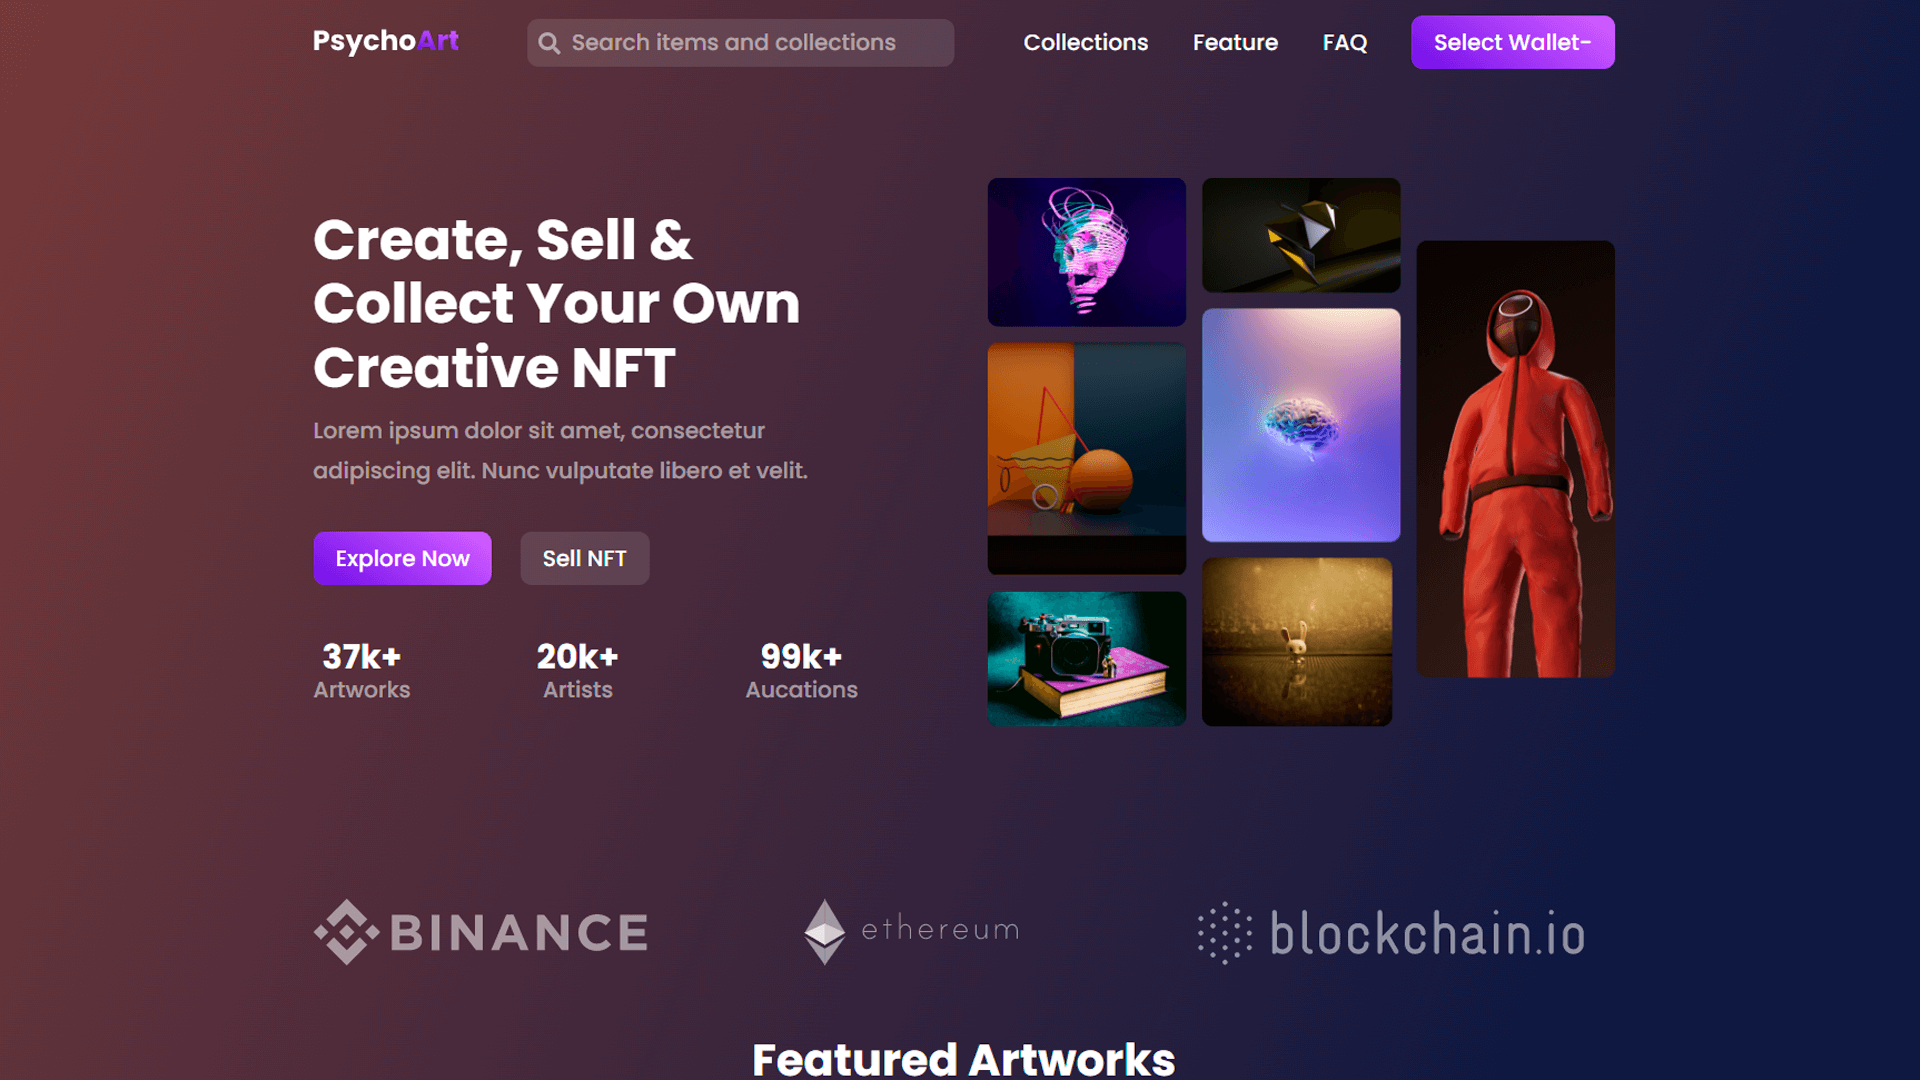 PsychoArt
Search items and collections
Collections
Feature
FAQ
Select Wallet-
Create, Sell &
Collect Your Own
Creative NFT
Lorem ipsum dolor sit amet, consectetur
adipiscing elit. Nunc vulputate libero et velit.
Explore Now
Sell NFT
37k+
Artworks
20k+
Artists
99k+
Aucations
BINANCE
ethereum
blockchain.io
Featured Artworks